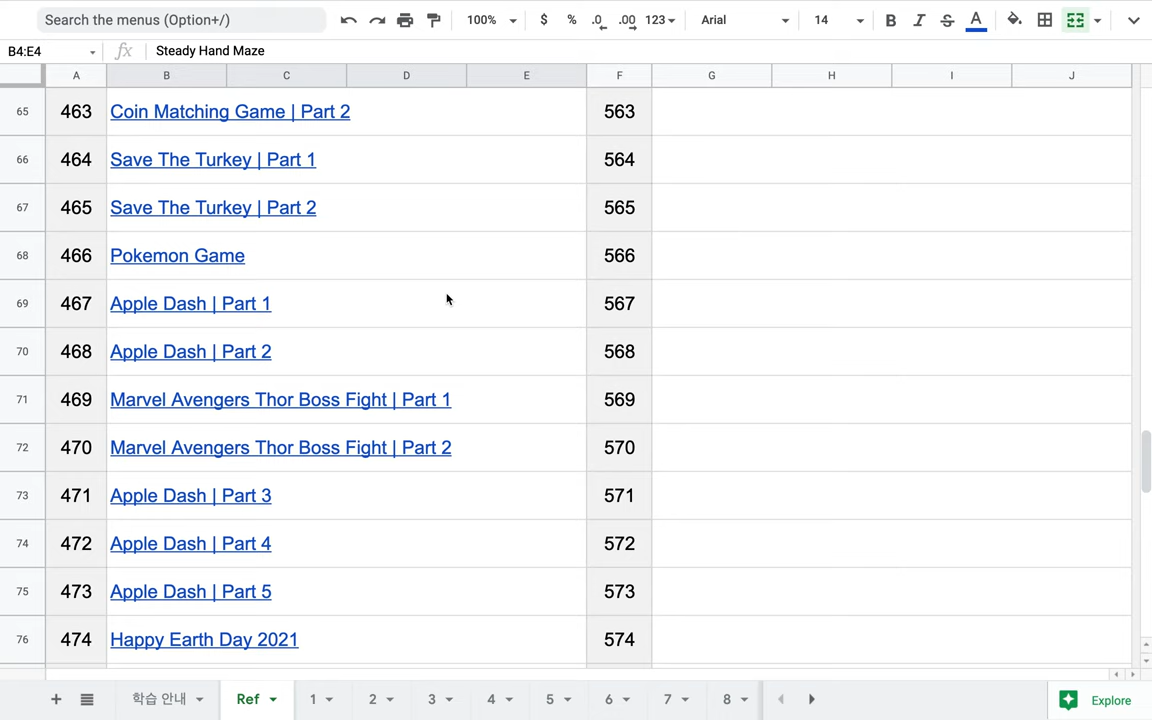 Search the menus (Option+/) 100% $ % .0 .00 123 Arial 14 B I S A
B4:E4 fx Steady Hand Maze
A B C D E F G H I J
65 463 Coin Matching Game | Part 2 563
66 464 Save The Turkey | Part 1 564
67 465 Save The Turkey | Part 2 565
68 466 Pokemon Game 566
69 467 Apple Dash | Part 1 567
70 468 Apple Dash | Part 2 568
71 469 Marvel Avengers Thor Boss Fight | Part 1 569
72 470 Marvel Avengers Thor Boss Fight | Part 2 570
73 471 Apple Dash | Part 3 571
74 472 Apple Dash | Part 4 572
75 473 Apple Dash | Part 5 573
76 474 Happy Earth Day 2021 574
+ 학습 안내 Ref 1 2 3 4 5 6 7 8 Explore